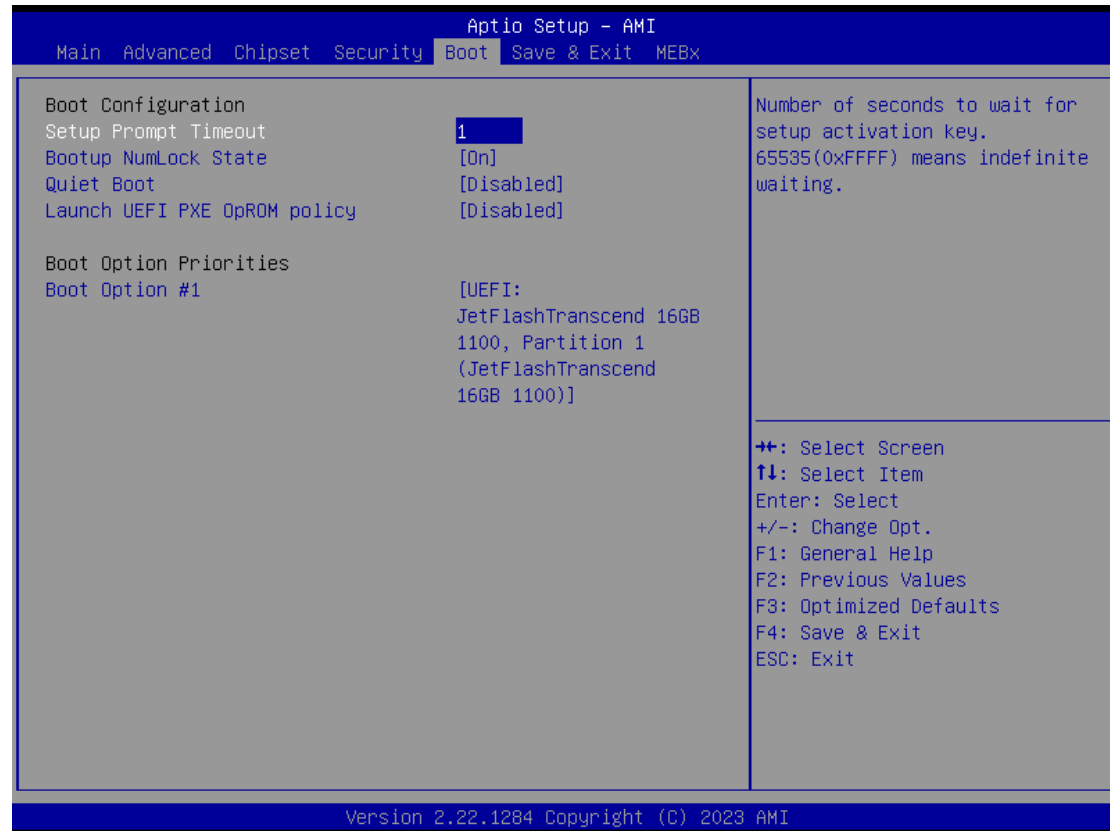 Aptio Setup – AMI
Main Advanced Chipset Security Boot Save & Exit MEBx
Boot Configuration
Setup Prompt Timeout 1
Bootup NumLock State [On]
Quiet Boot [Disabled]
Launch UEFI PXE OpROM policy [Disabled]
Boot Option Priorities
Boot Option #1 [UEFI:
JetFlashTranscend 16GB
1100, Partition 1
(JetFlashTranscend
16GB 1100)]
Number of seconds to wait for
setup activation key.
65535(0xFFFF) means indefinite
waiting.
→←: Select Screen
↑↓: Select Item
Enter: Select
+/-: Change Opt.
F1: General Help
F2: Previous Values
F3: Optimized Defaults
F4: Save & Exit
ESC: Exit
Version 2.22.1284 Copyright (C) 2023 AMI